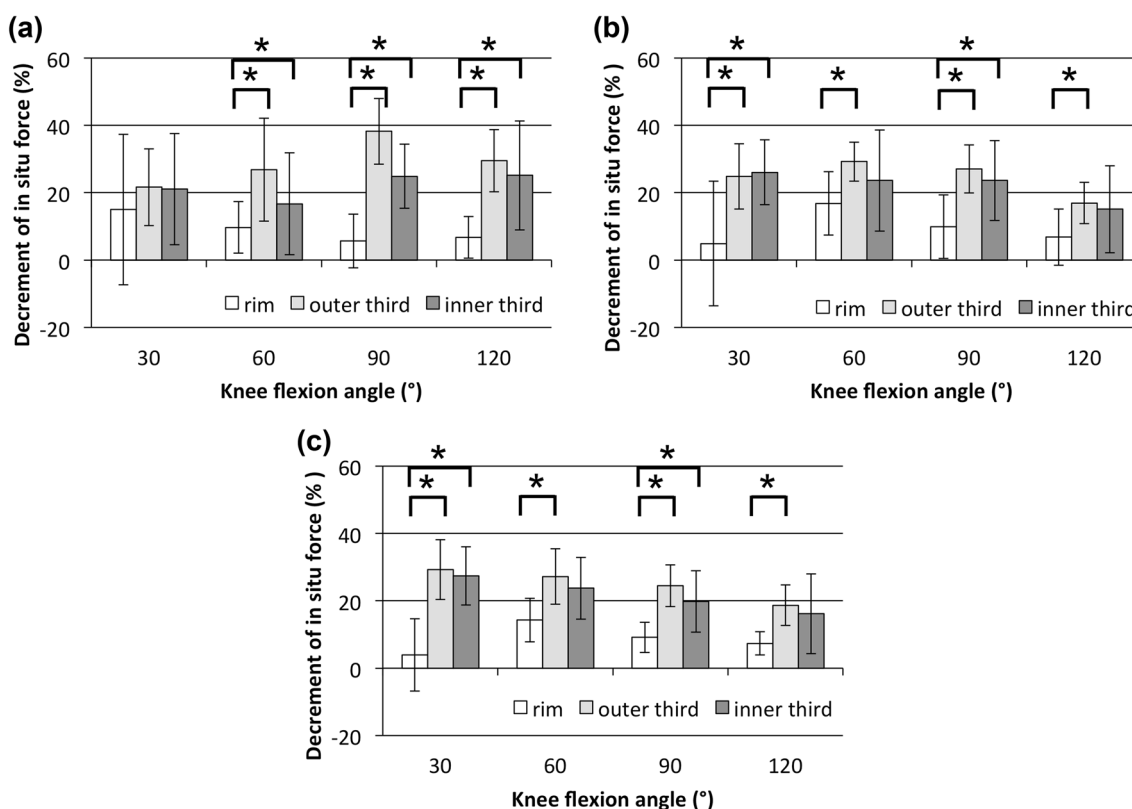 (a)
Decrement of in situ force (%)
60
40
20
0
-20
* * *
* * *
rim outer third inner third
30 60 90 120
Knee flexion angle (°)
(b)
Decrement of in situ force (% )
60
40
20
0
-20
* *
* * * *
rim outer third inner third
30 60 90 120
Knee flexion angle (°)
(c)
Decrement of in situ force (% )
60
40
20
0
-20
* *
* * * *
rim outer third inner third
30 60 90 120
Knee flexion angle (°)